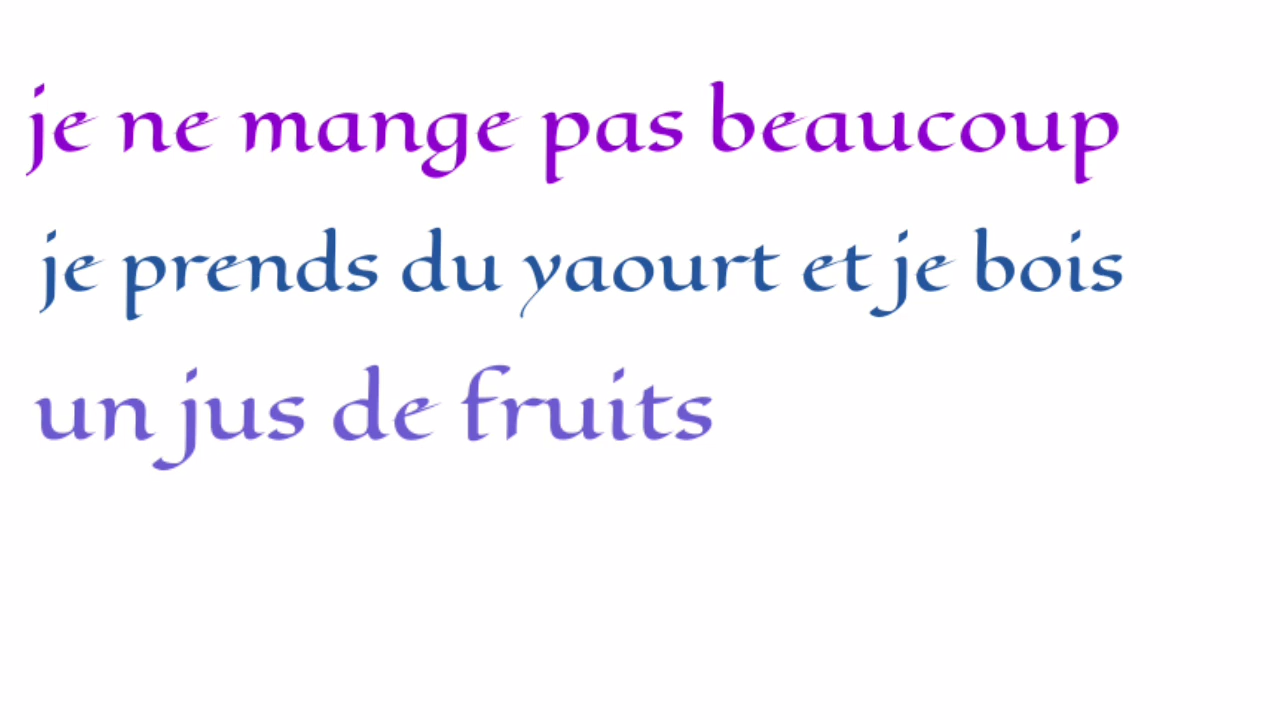 je ne mange pas beaucoup
je prends du yaourt et je bois
un jus de fruits